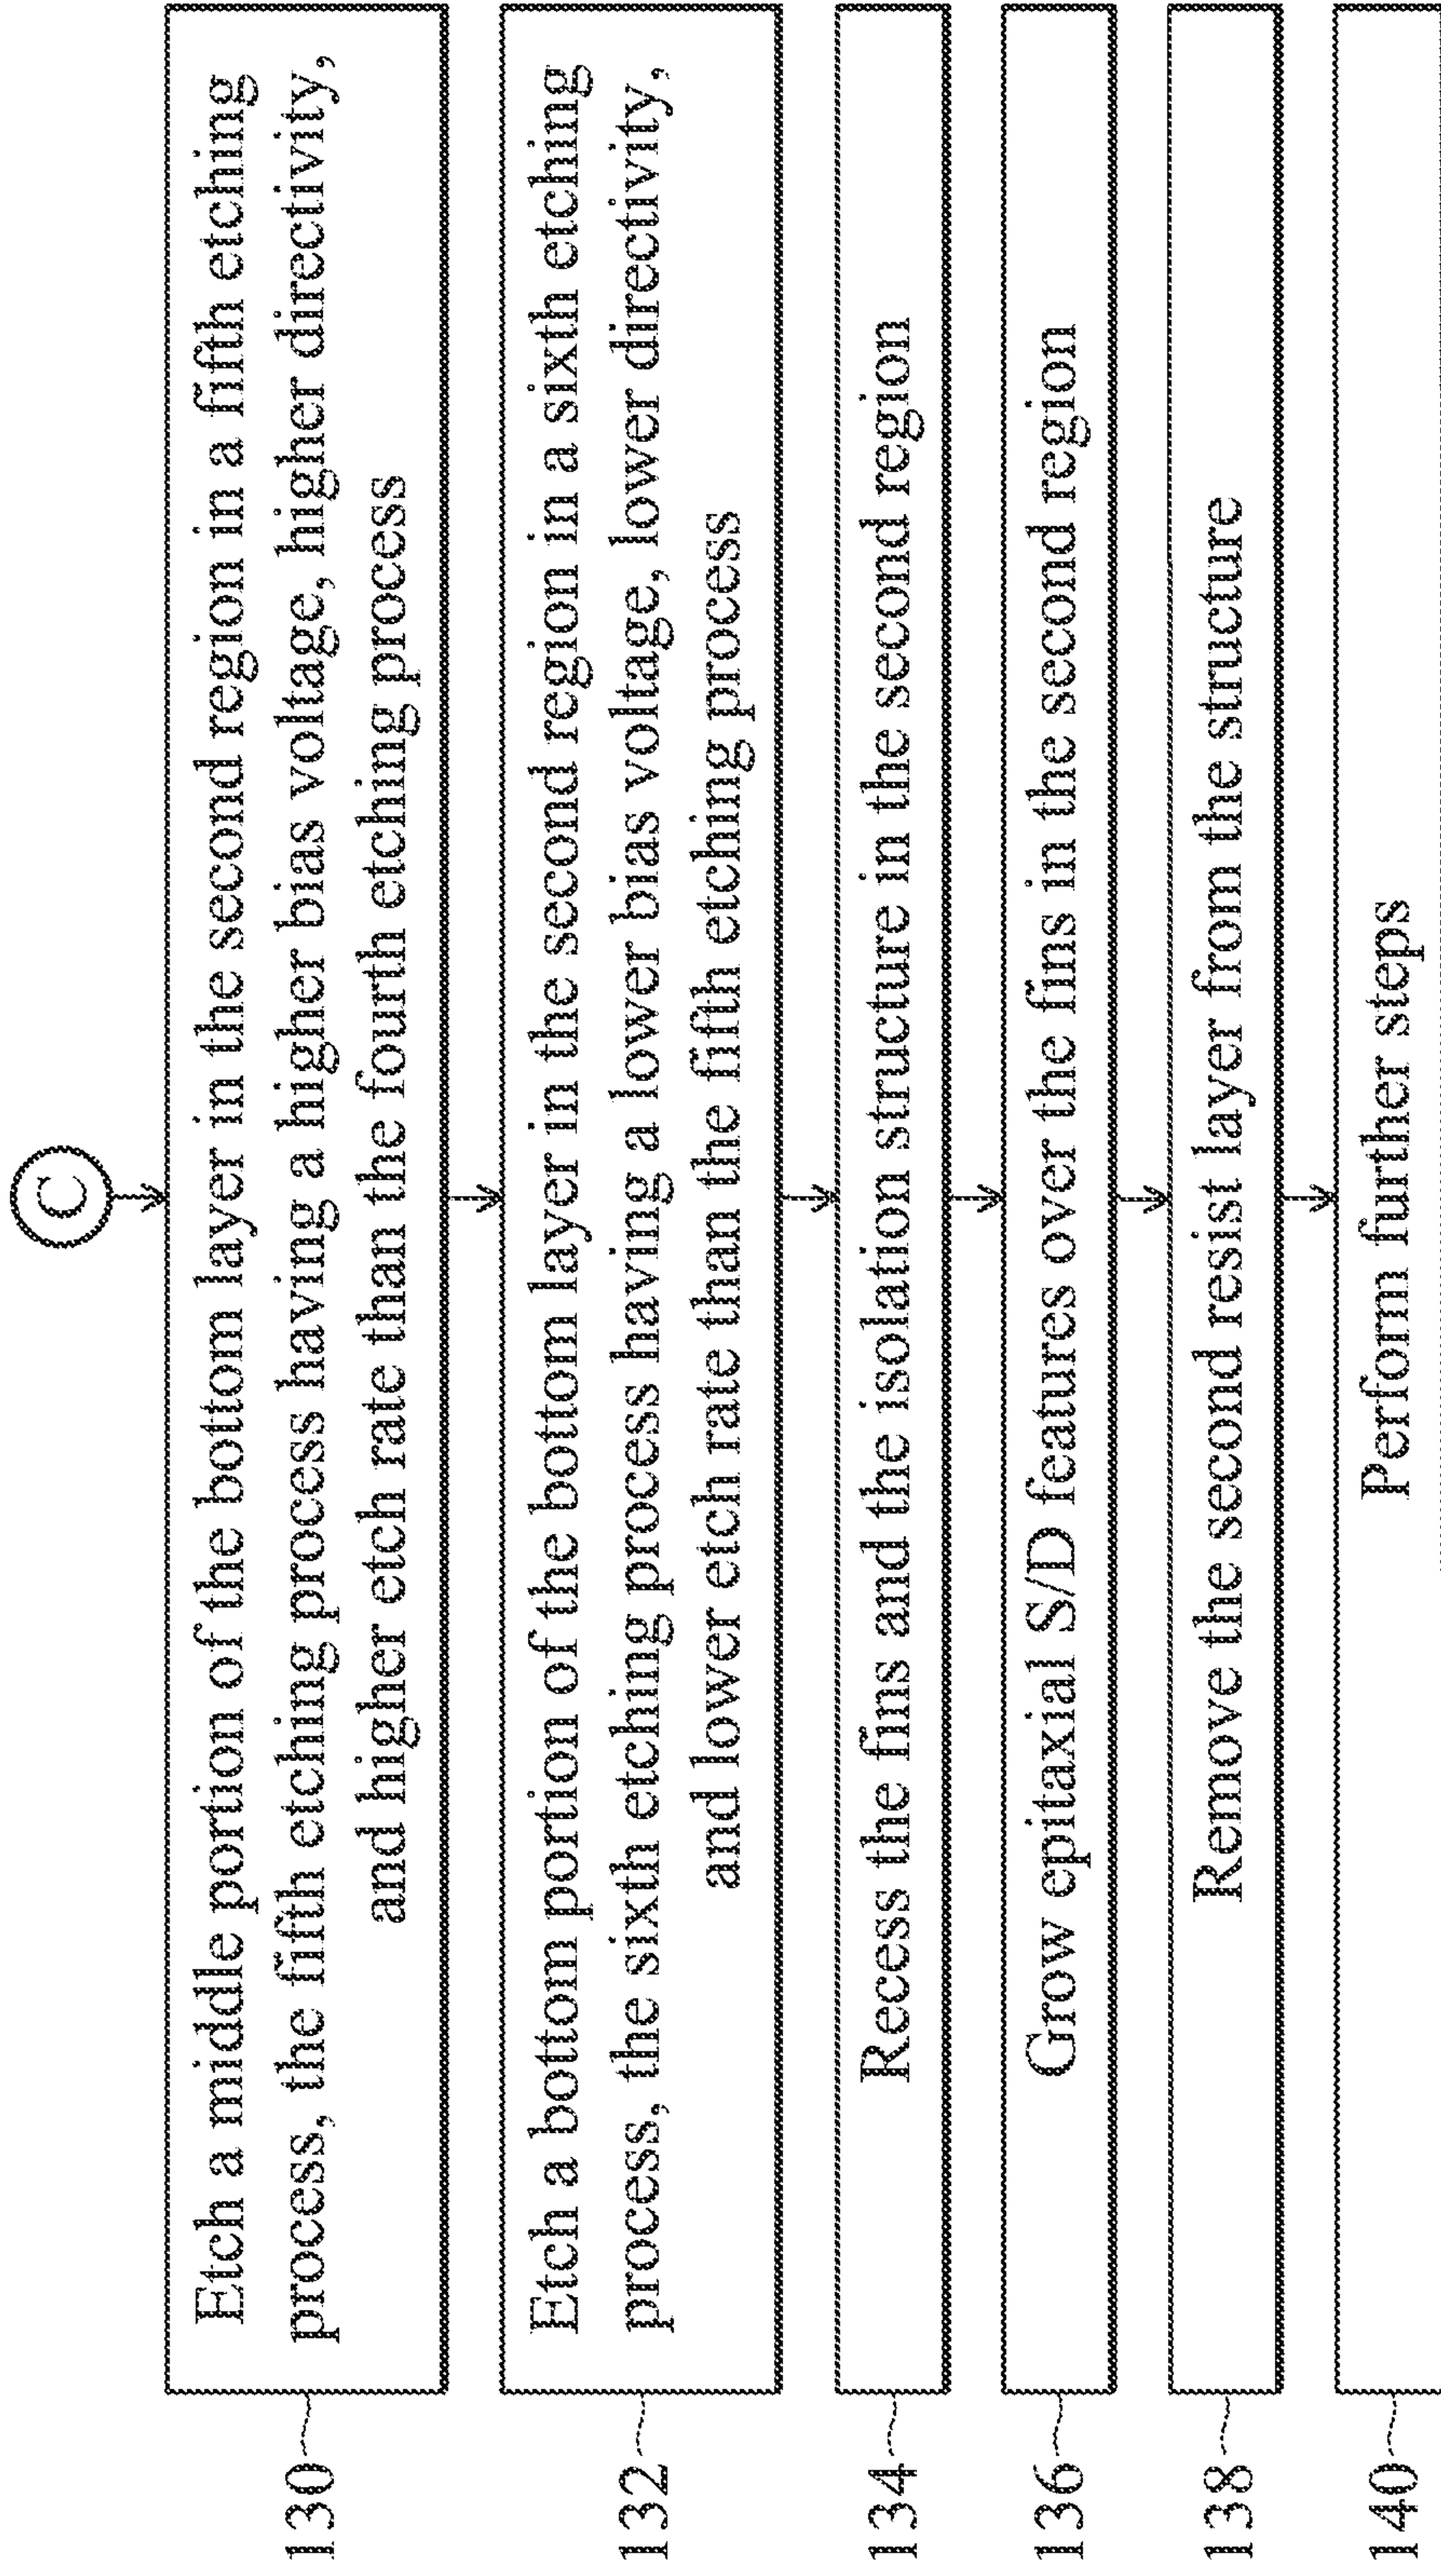 C
130
Etch a middle portion of the bottom layer in the second region in a fifth etching
process, the fifth etching process having a higher bias voltage, higher directivity,
and higher etch rate than the fourth etching process
132
Etch a bottom portion of the bottom layer in the second region in a sixth etching
process, the sixth etching process having a lower bias voltage, lower directivity,
and lower etch rate than the fifth etching process
134
Recess the fins and the isolation structure in the second region
136
Grow epitaxial S/D features over the fins in the second region
138
Remove the second resist layer from the structure
140
Perform further steps